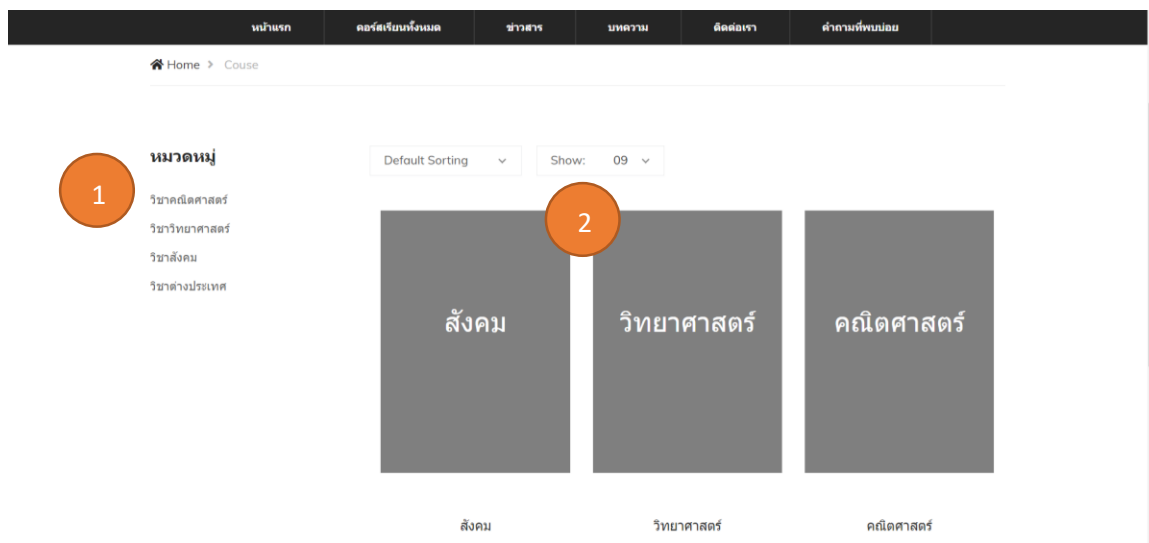 หน้าแรก คอร์สเรียนทั้งหมด ข่าวสาร บทความ ติดต่อเรา คำถามที่พบบ่อย
Home > Couse
หมวดหมู่
1
วิชาคณิตศาสตร์
วิชาวิทยาศาสตร์
วิชาสังคม
วิชาต่างประเทศ
Default Sorting Show: 09
2
สังคม วิทยาศาสตร์ คณิตศาสตร์
สังคม วิทยาศาสตร์ คณิตศาสตร์